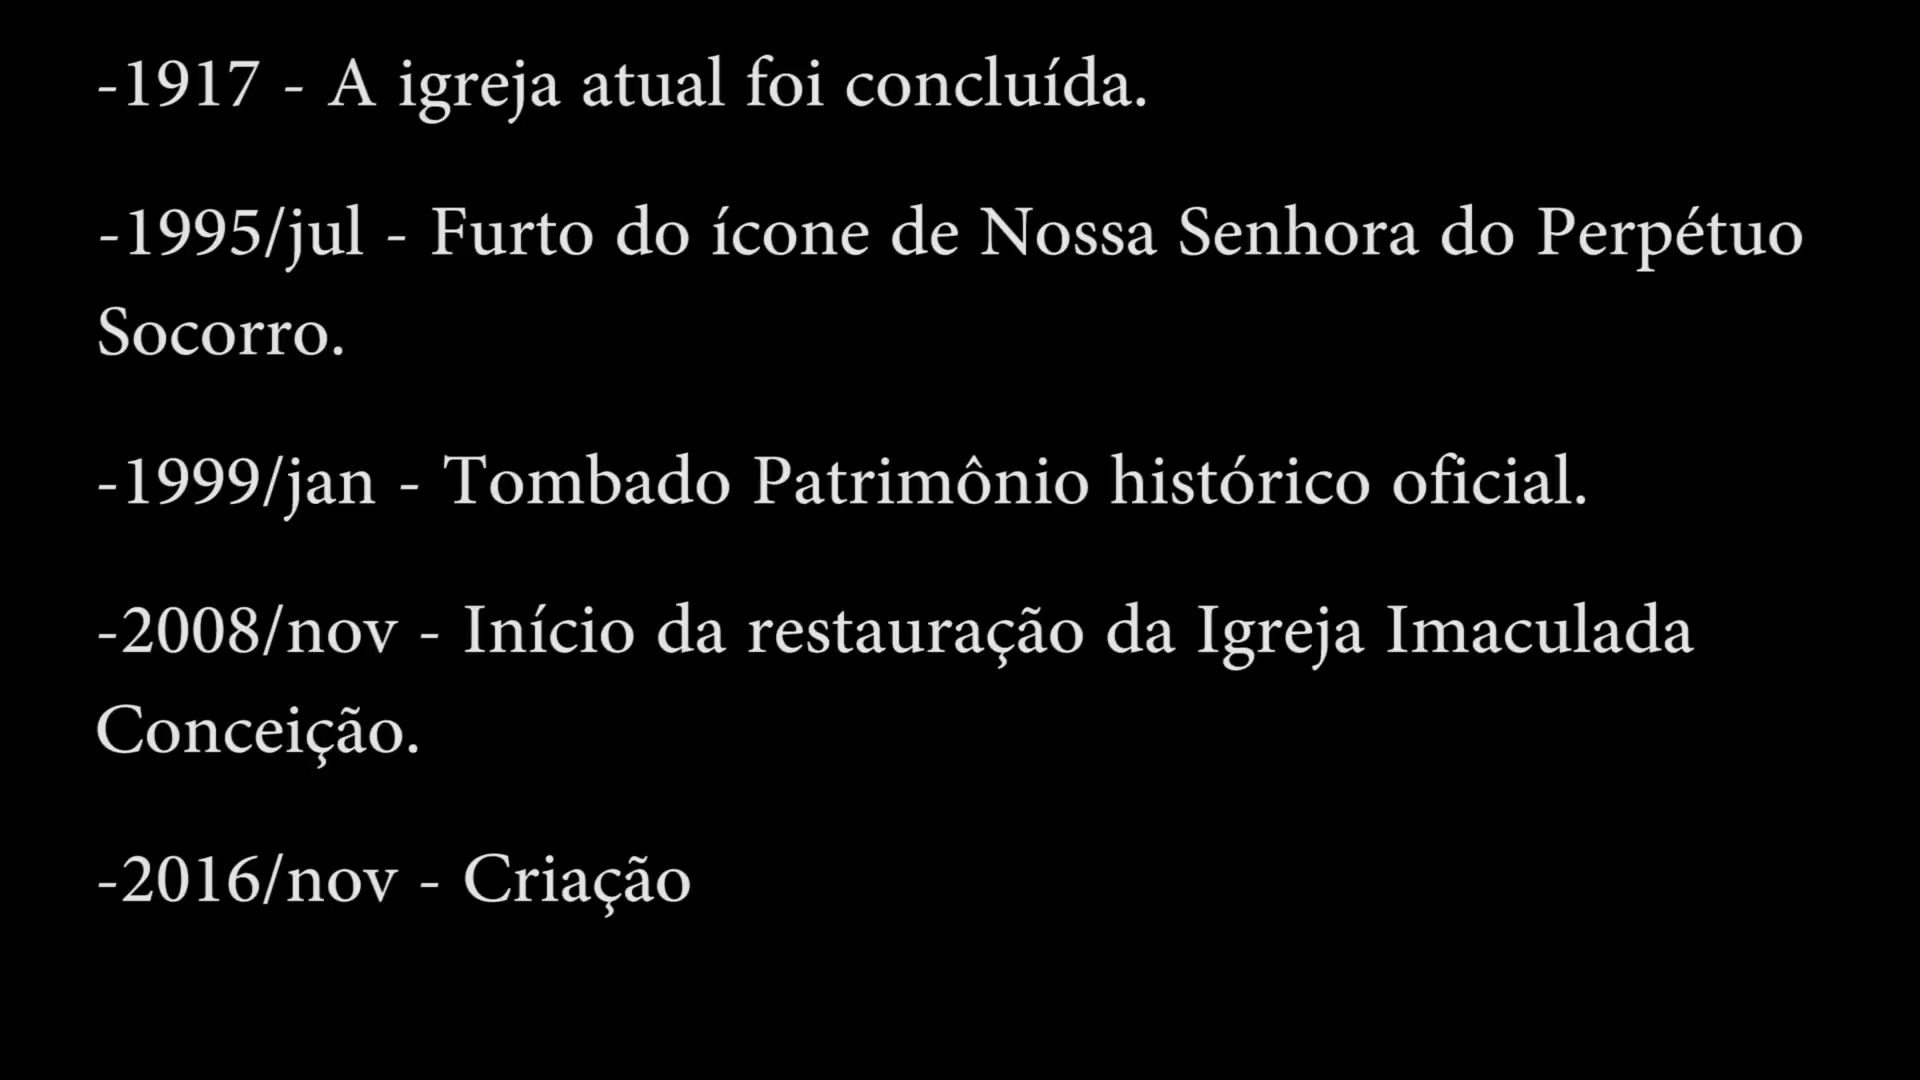 -1917 - A igreja atual foi concluída.
-1995/jul - Furto do ícone de Nossa Senhora do Perpétuo
Socorro.
-1999/jan - Tombado Patrimônio histórico oficial.
-2008/nov - Início da restauração da Igreja Imaculada
Conceição.
-2016/nov - Criação